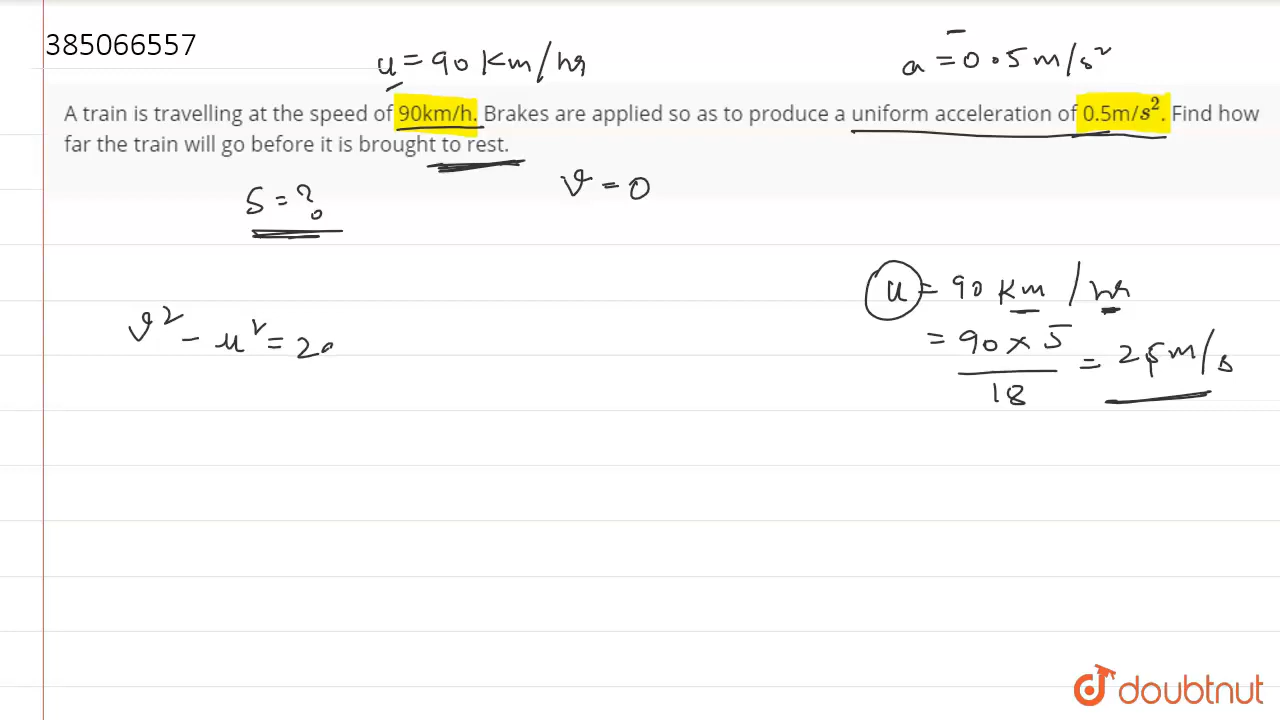 385066557
u = 90 Km/hr
a = 0.5 m/s²
A train is travelling at the speed of 90km/h. Brakes are applied so as to produce a uniform acceleration of 0.5m/s². Find how
far the train will go before it is brought to rest.
S = ?
v = 0
u = 90 Km / hr
= 90 × 5 / 18 = 25 m/s
v² - u² = 2a
doubtnut